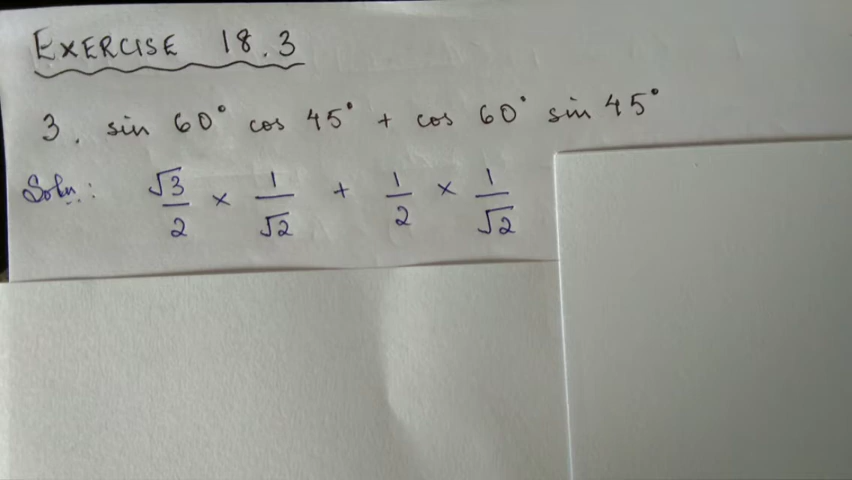 EXERCISE 18.3
3. sin 60° cos 45° + cos 60° sin 45°
Soln.: √3/2 × 1/√2 + 1/2 × 1/√2